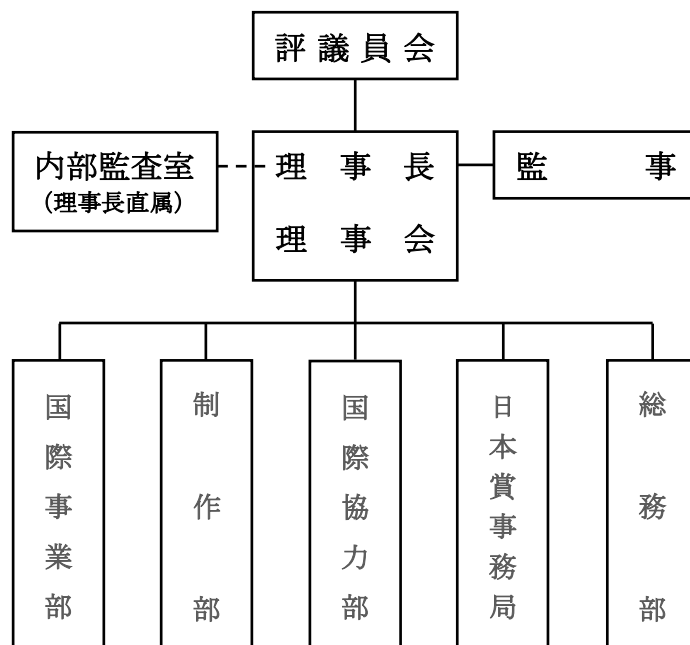 評議員会
内部監査室
(理事長直属)
理事長
理事会
監事
国際事業部
制作部
国際協力部
日本賞事務局
総務部